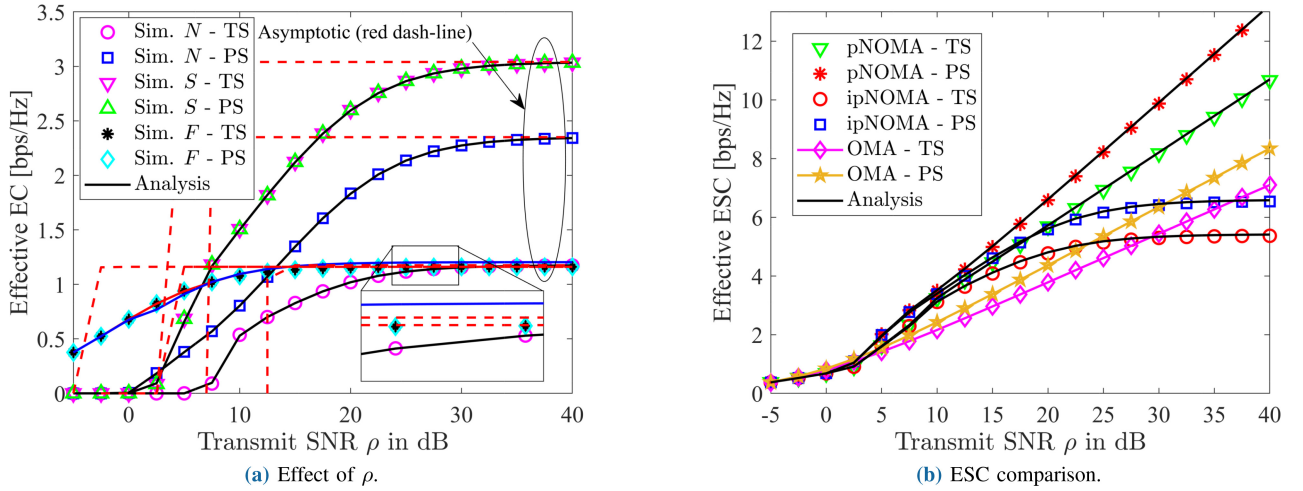 Effective EC [bps/Hz]
3.5
3
2.5
2
1.5
1
0.5
0
Sim. N - TS
Sim. N - PS
Sim. S - TS
Sim. S - PS
Sim. F - TS
Sim. F - PS
Analysis
Asymptotic (red dash-line)
0 10 20 30 40
Transmit SNR ρ in dB
(a) Effect of ρ.
Effective ESC [bps/Hz]
12
10
8
6
4
2
0
pNOMA - TS
pNOMA - PS
ipNOMA - TS
ipNOMA - PS
OMA - TS
OMA - PS
Analysis
-5 0 5 10 15 20 25 30 35 40
Transmit SNR ρ in dB
(b) ESC comparison.